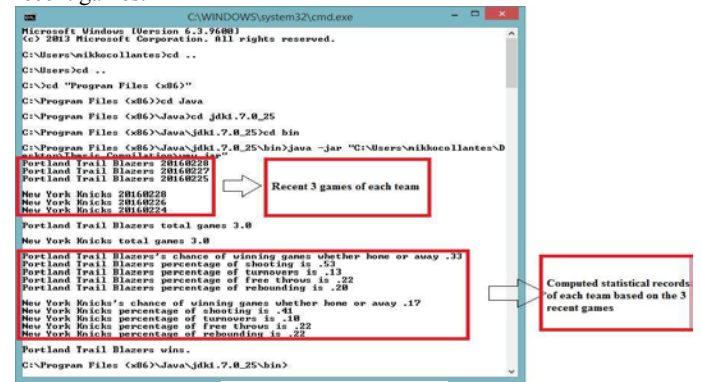 recent games.
C:\WINDOWS\system32\cmd.exe
Microsoft Windows [Version 6.3.9600]
(c) 2013 Microsoft Corporation. All rights reserved.
C:\Users\mikkocollantes>cd ..
C:\Users>cd ..
C:\>cd "Program Files (x86)"
C:\Program Files (x86)>cd Java
C:\Program Files (x86)\Java>cd jdk1.7.0_25
C:\Program Files (x86)\Java\jdk1.7.0_25>cd bin
C:\Program Files (x86)\Java\jdk1.7.0_25\bin>java -jar "C:\Users\mikkocollantes\D
Portland Trail Blazers 20160228
Portland Trail Blazers 20160227
Portland Trail Blazers 20160225
New York Knicks 20160228
New York Knicks 20160226
New York Knicks 20160224
Recent 3 games of each team
Portland Trail Blazers total games 3.0
New York Knicks total games 3.0
Portland Trail Blazers's chance of winning games whether home or away .33
Portland Trail Blazers percentage of shooting is .53
Portland Trail Blazers percentage of turnovers is .13
Portland Trail Blazers percentage of free throws is .22
Portland Trail Blazers percentage of rebounding is .20
New York Knicks's chance of winning games whether home or away .17
New York Knicks percentage of shooting is .41
New York Knicks percentage of turnovers is .10
New York Knicks percentage of free throws is .22
New York Knicks percentage of rebounding is .22
Computed statistical records
of each team based on the 3
recent games
Portland Trail Blazers wins.
C:\Program Files (x86)\Java\jdk1.7.0_25\bin>